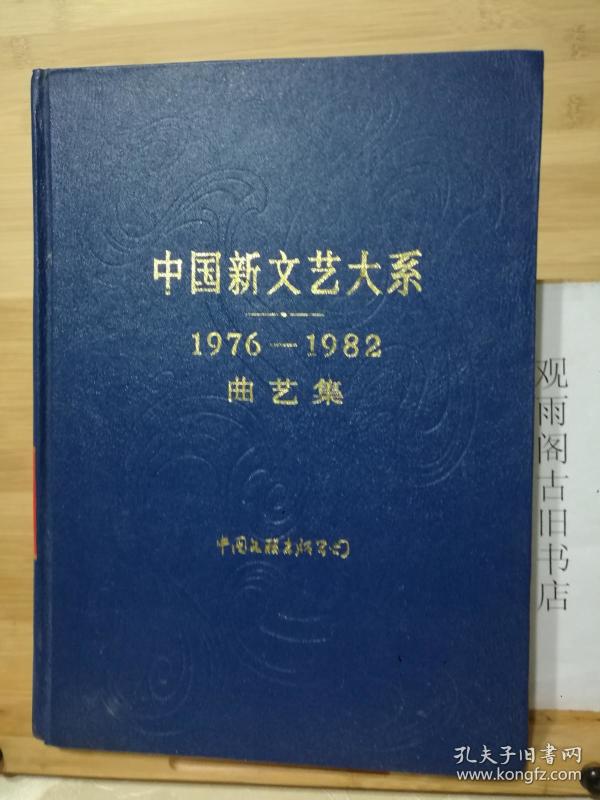 中国新文艺大系
1976—1982
曲艺集
中国文联出版公司
观雨阁古旧书店
孔夫子旧书网
www.kongfz.com